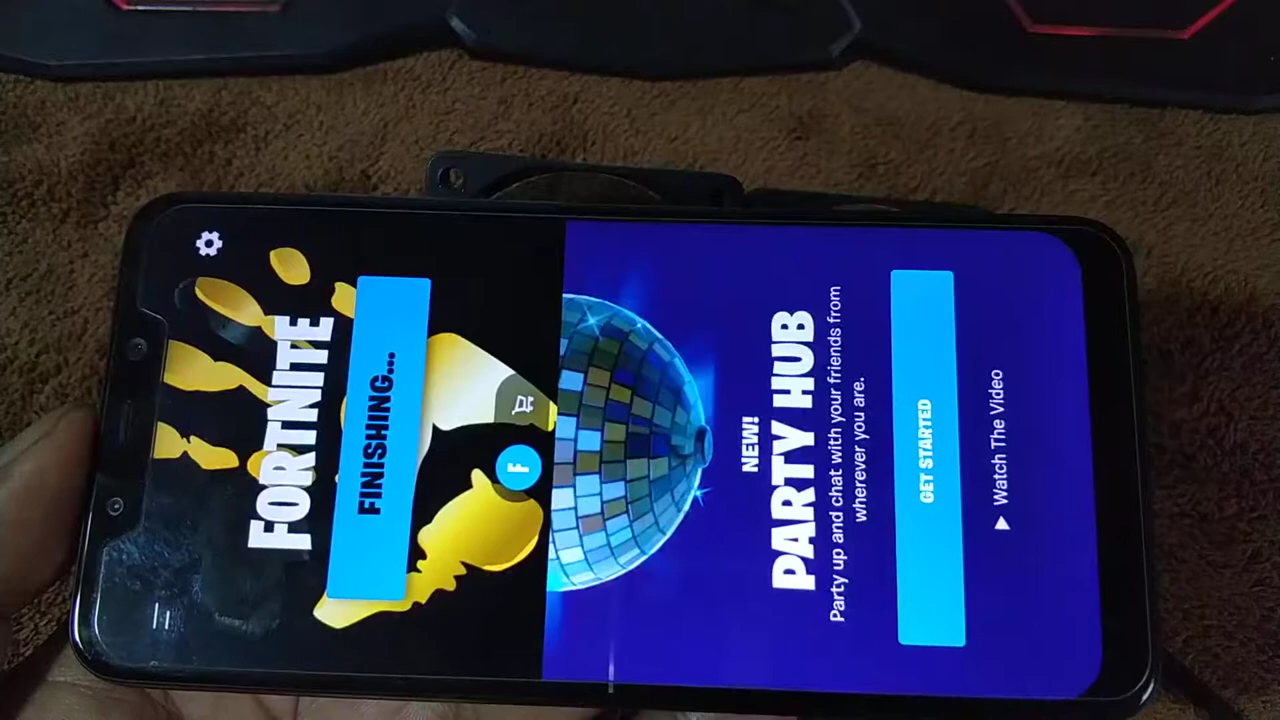 FORTNITE
FINISHING...
F
NEW!
PARTY HUB
Party up and chat with your friends from
wherever you are.
GET STARTED
Watch The Video